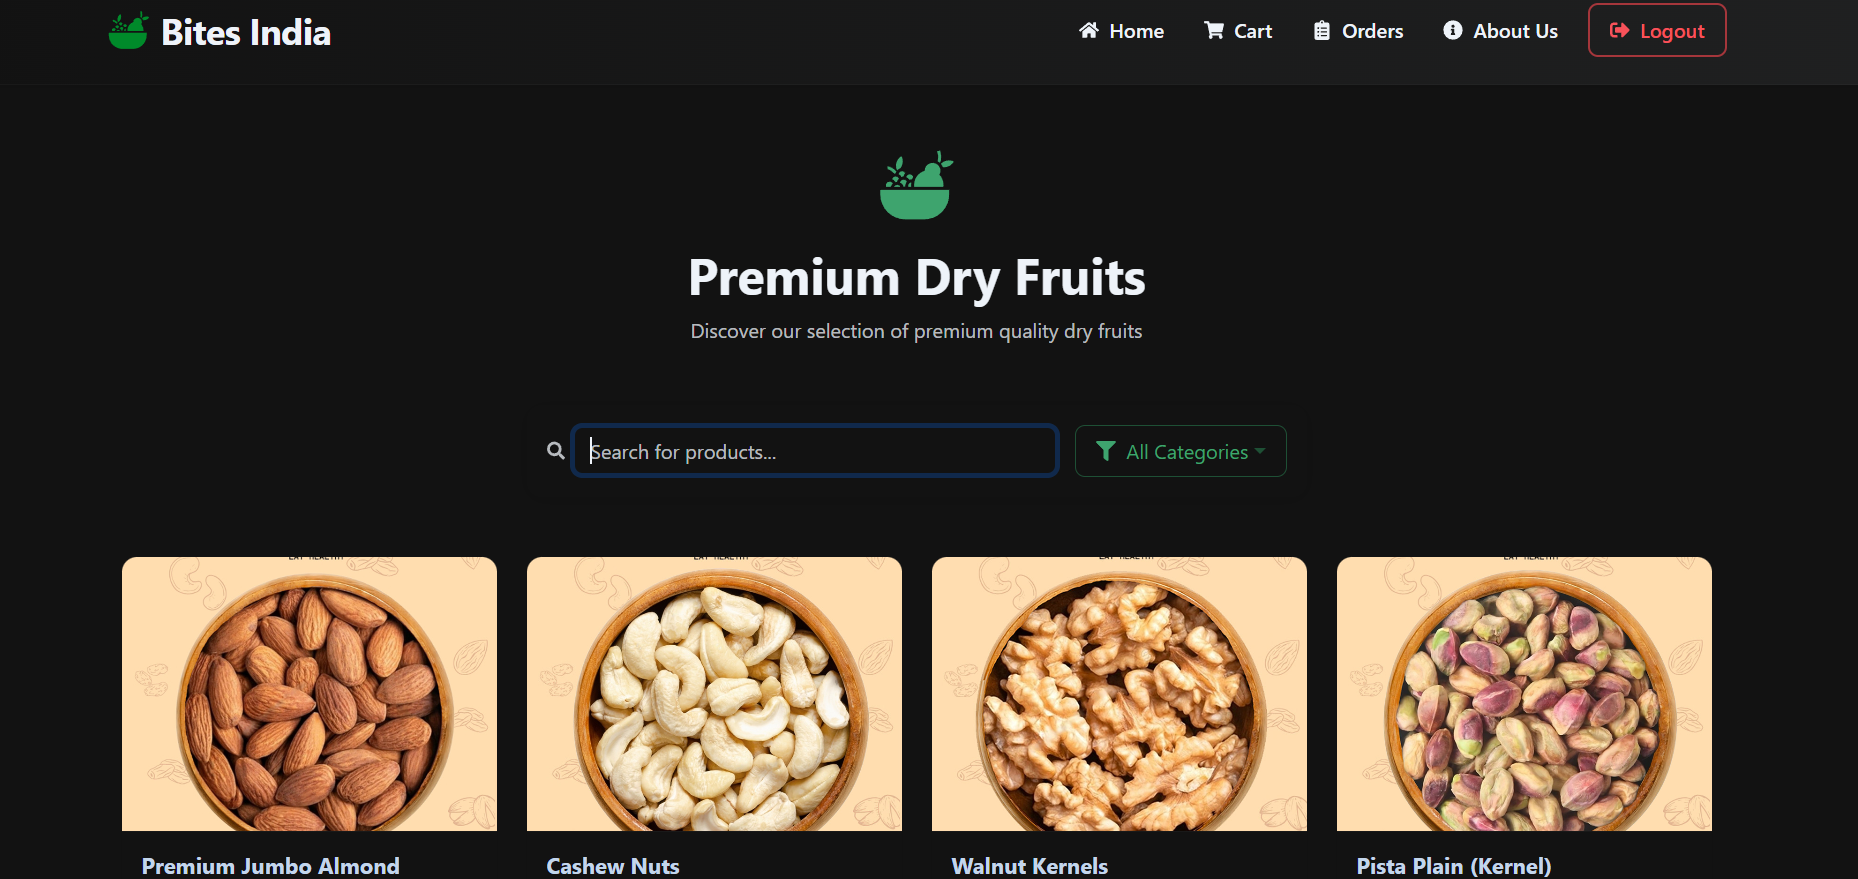 Bites India
Home
Cart
Orders
About Us
Logout
Premium Dry Fruits
Discover our selection of premium quality dry fruits
Search for products...
All Categories
Premium Jumbo Almond
Cashew Nuts
Walnut Kernels
Pista Plain (Kernel)